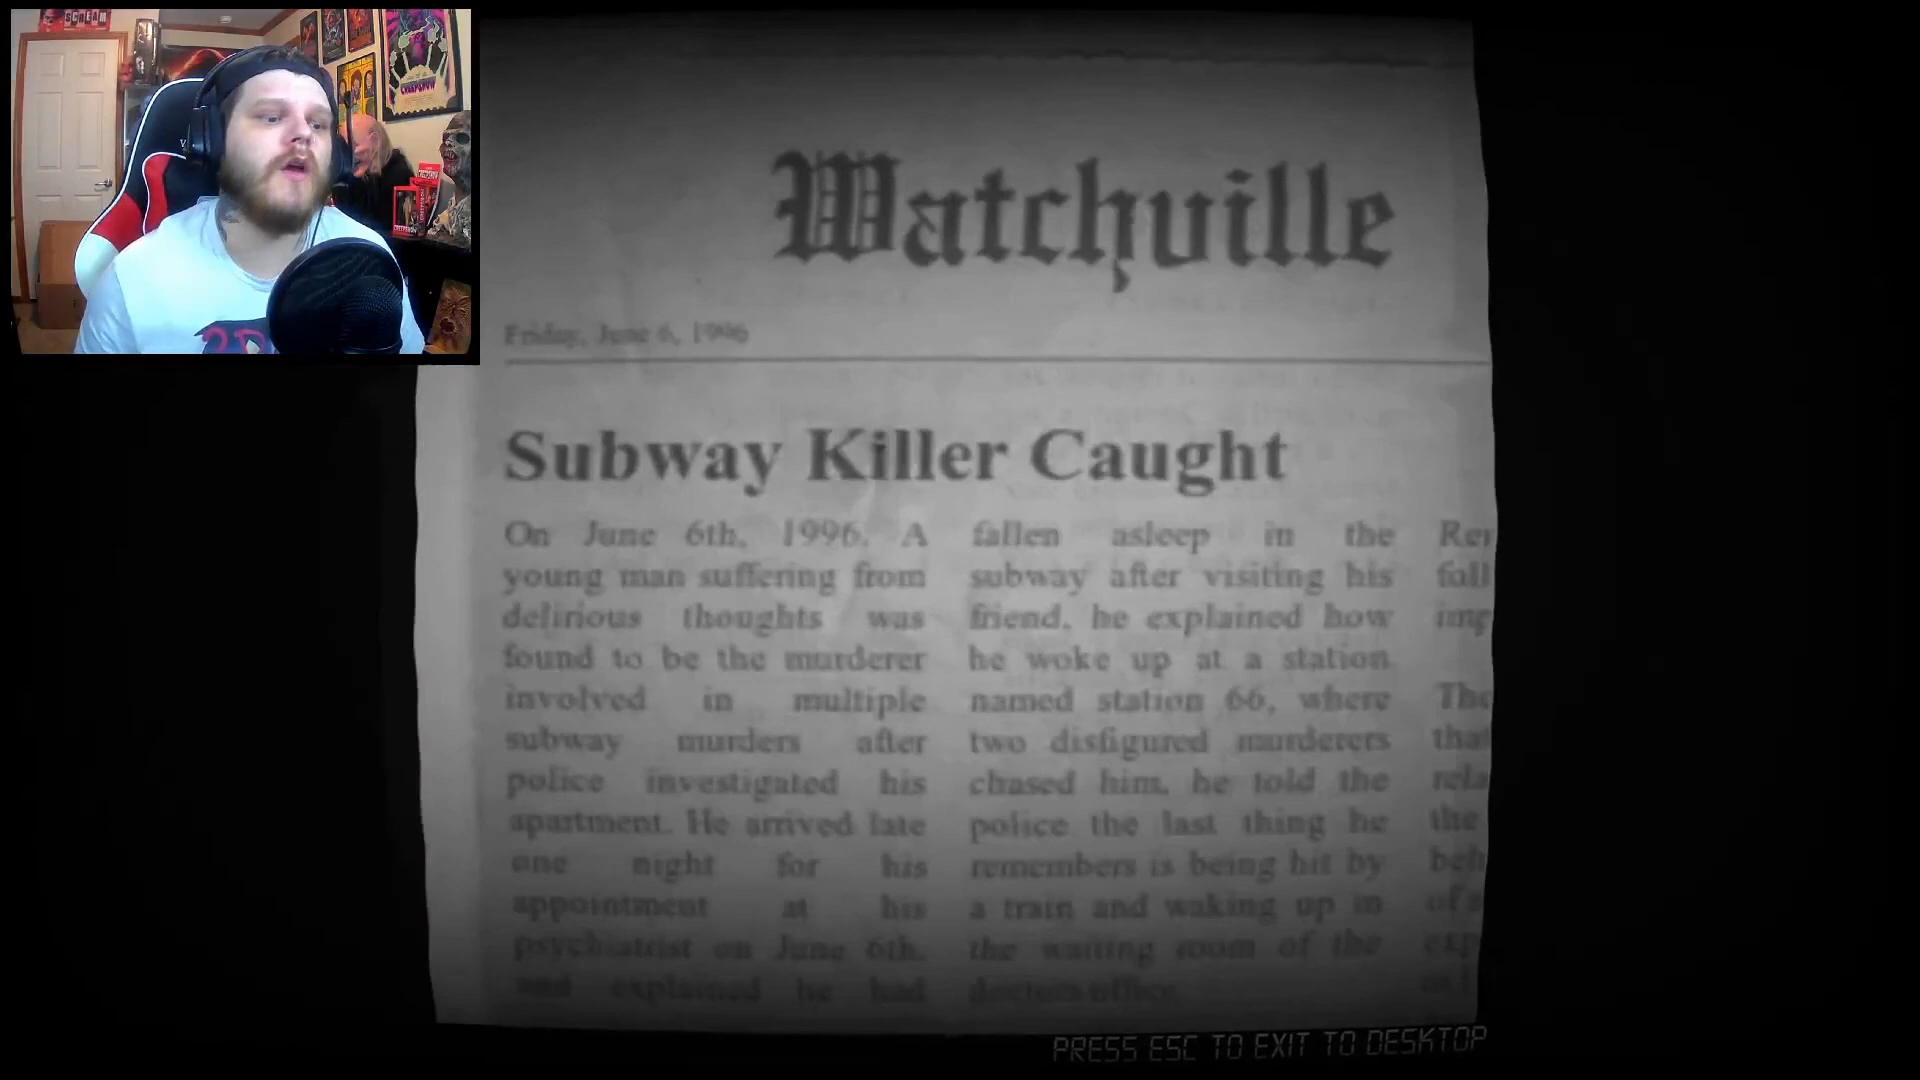 SCREAM
CREEPSHOW
CREEPSHOW
Watchville
Friday, June 6, 1996
Subway Killer Caught
On June 6th, 1996. A
young man suffering from
delirious thoughts was
found to be the murderer
involved in multiple
subway murders after
police investigated his
apartment. He arrived late
one night for his
appointment at his
psychiatrist on June 6th,
and explained he had
fallen asleep in the
subway after visiting his
friend, he explained how
he woke up at a station
named station 66, where
two disfigured murderers
chased him, he told the
police the last thing he
remembers is being hit by
a train and waking up in
the waiting room of the
doctors office.
PRESS ESC TO EXIT TO DESKTOP